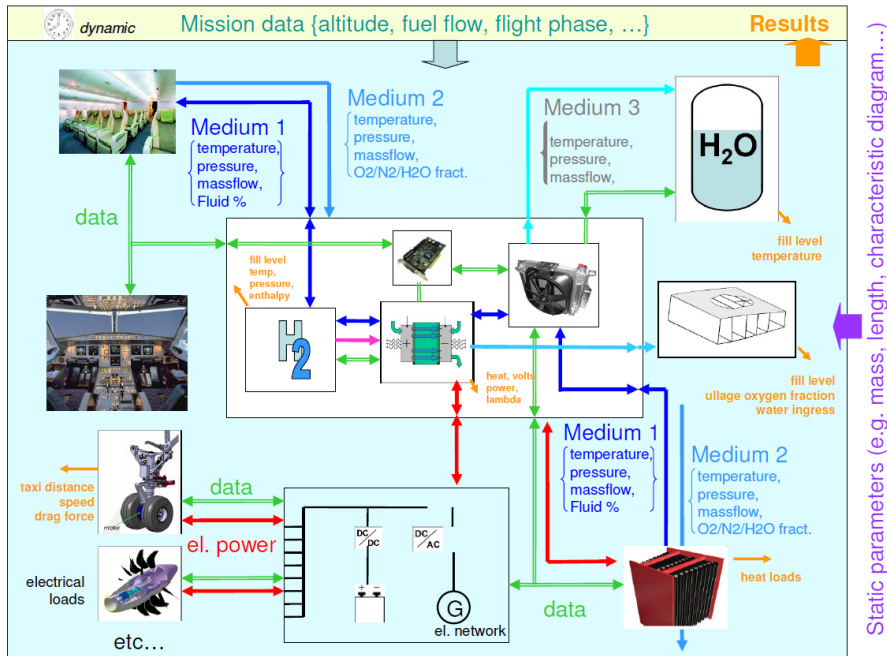 dynamic
Mission data {altitude, fuel flow, flight phase, …}
Results
Static parameters (e.g. mass, length, characteristic diagram…)
Medium 1
temperature,
pressure,
massflow,
Fluid %
Medium 2
temperature,
pressure,
massflow,
O2/N2/H2O fract.
Medium 3
temperature,
pressure,
massflow,
H2O
fill level
temperature
data
fill level
temp,
pressure,
enthalpy
H2
heat, volts
power,
lambda
fill level
ullage oxygen fraction
water ingress
Medium 1
temperature,
pressure,
massflow,
Fluid %
Medium 2
temperature,
pressure,
massflow,
O2/N2/H2O fract.
taxi distance
speed
drag force
motor
data
el. power
DC/DC
DC/AC
+ −
G
el. network
electrical
loads
etc…
data
heat loads